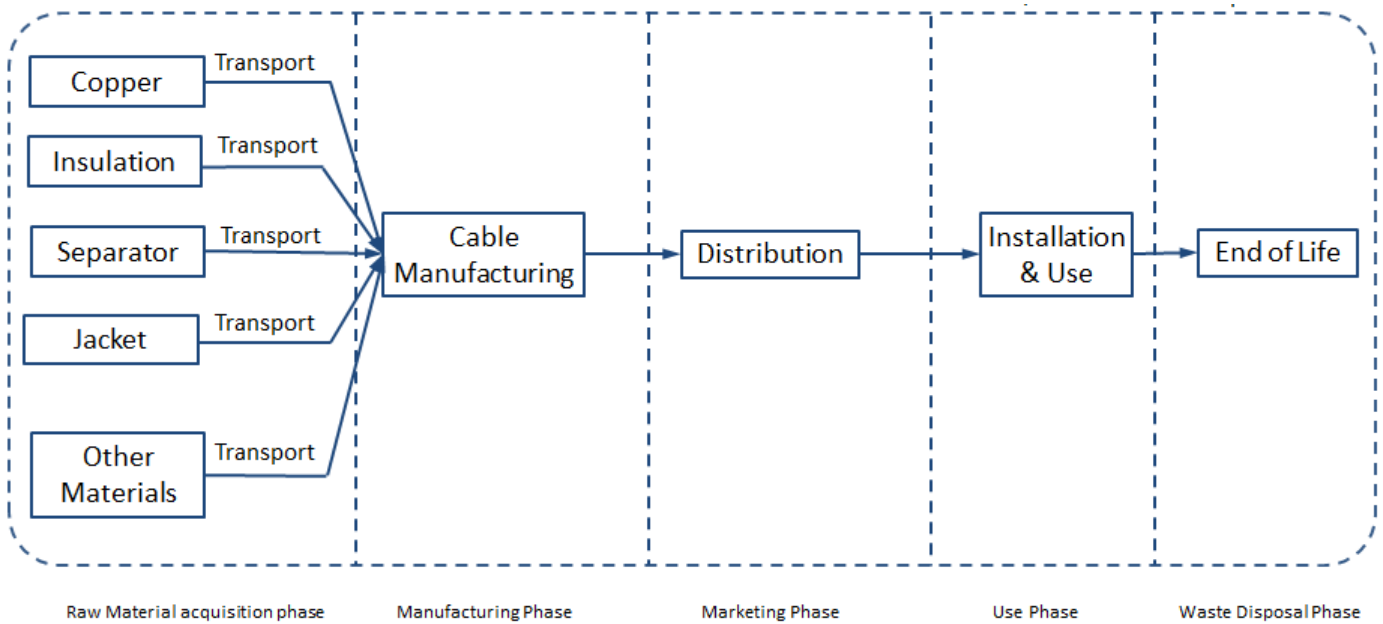 Transport
Copper
Transport
Insulation
Transport
Separator
Transport
Jacket
Transport
Other
Materials
Cable
Manufacturing
Distribution
Installation
& Use
End of Life
Raw Material acquisition phase
Manufacturing Phase
Marketing Phase
Use Phase
Waste Disposal Phase